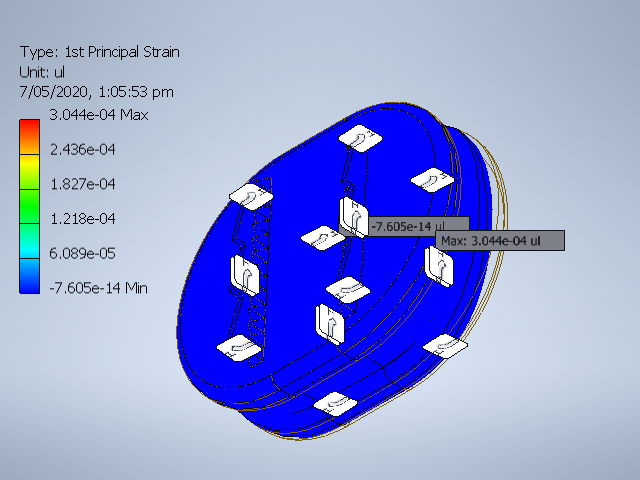 Type: 1st Principal Strain
Unit: ul
7/05/2020, 1:05:53 pm
3.044e-04 Max
2.436e-04
1.827e-04
1.218e-04
6.089e-05
-7.605e-14 Min
-7.605e-14 ul
Max: 3.044e-04 ul